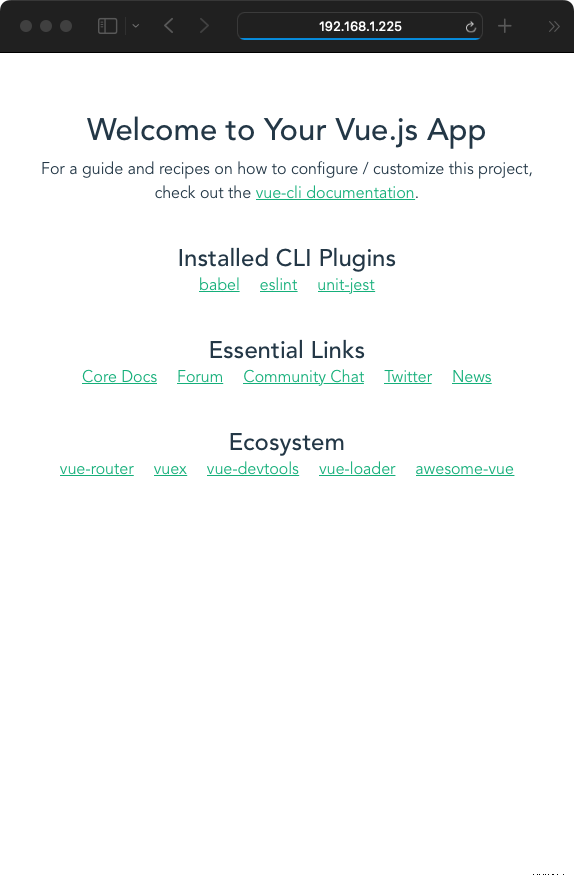 192.168.1.225
Welcome to Your Vue.js App
For a guide and recipes on how to configure / customize this project,
check out the vue-cli documentation.
Installed CLI Plugins
babel eslint unit-jest
Essential Links
Core Docs Forum Community Chat Twitter News
Ecosystem
vue-router vuex vue-devtools vue-loader awesome-vue